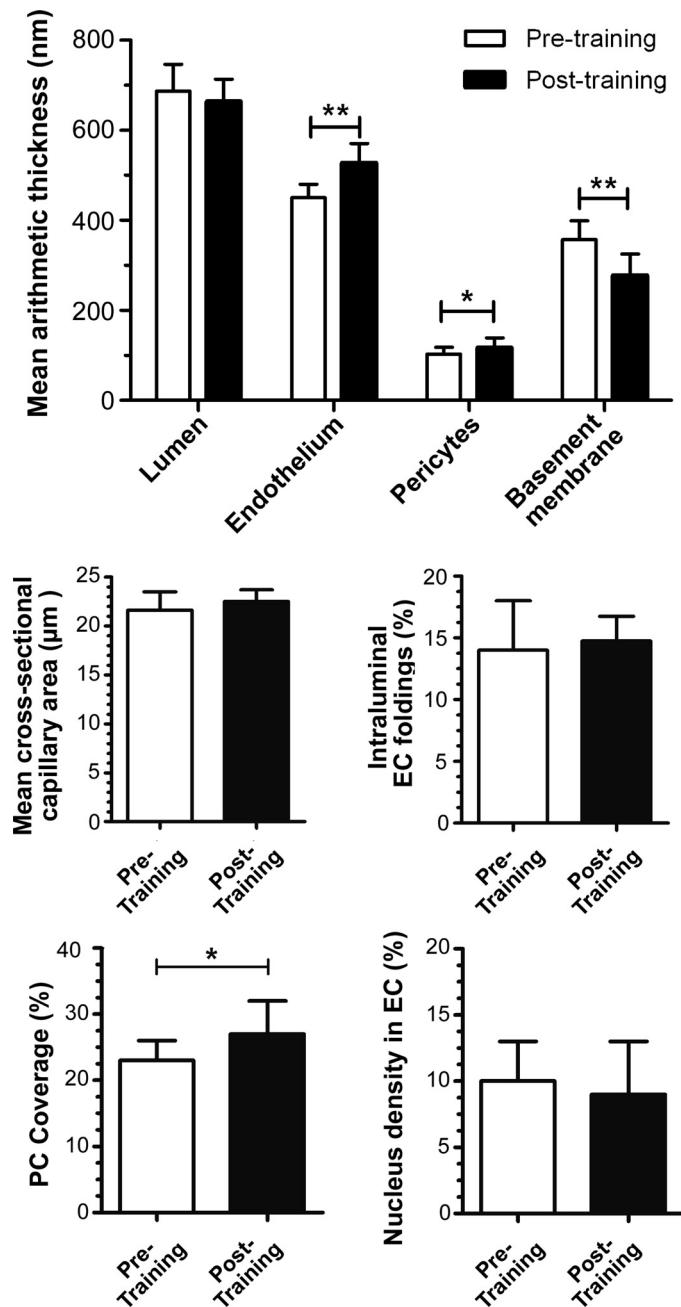 Mean arithmetic thickness (nm)
800
600
400
200
0
Pre-training
Post-training
**
*
**
Lumen
Endothelium
Pericytes
Basement
membrane
Mean cross-sectional
capillary area (µm )
25
20
15
10
5
0
Pre-
Training
Post-
Training
Intraluminal
EC foldings (%)
20
15
10
5
0
Pre-
Training
Post-
Training
PC Coverage (%)
40
30
20
10
0
*
Pre-
Training
Post-
Training
Nucleus density in EC (%)
20
15
10
5
0
Pre-
Training
Post-
Training